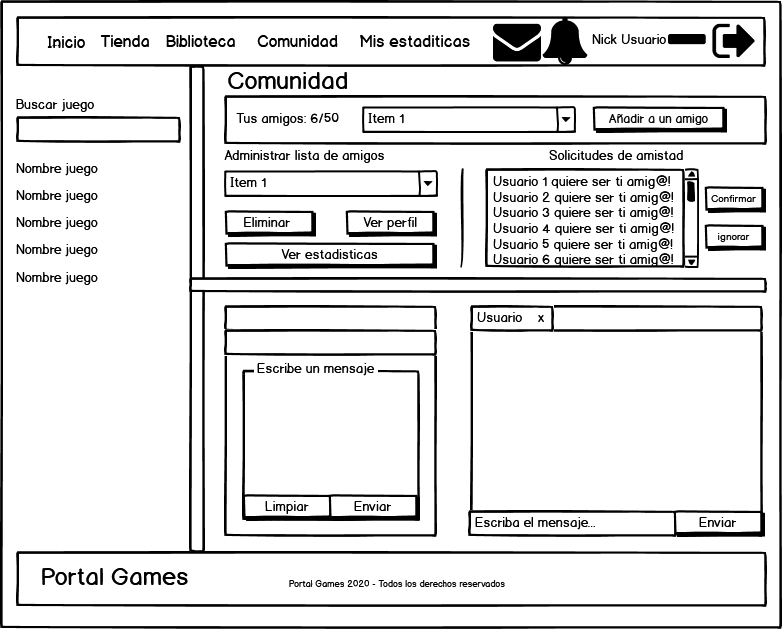 Inicio Tienda Biblioteca Comunidad Mis estaditicas Nick Usuario
Buscar juego
Nombre juego
Nombre juego
Nombre juego
Nombre juego
Nombre juego
Comunidad
Tus amigos: 6/50 Item 1 Añadir a un amigo
Administrar lista de amigos
Item 1
Eliminar Ver perfil
Ver estadisticas
Solicitudes de amistad
Usuario 1 quiere ser ti amig@!
Usuario 2 quiere ser ti amig@!
Usuario 3 quiere ser ti amig@!
Usuario 4 quiere ser ti amig@!
Usuario 5 quiere ser ti amig@!
Usuario 6 quiere ser ti amig@!
Confirmar
ignorar
Escribe un mensaje
Limpiar Enviar
Usuario x
Escriba el mensaje... Enviar
Portal Games
Portal Games 2020 - Todos los derechos reservados